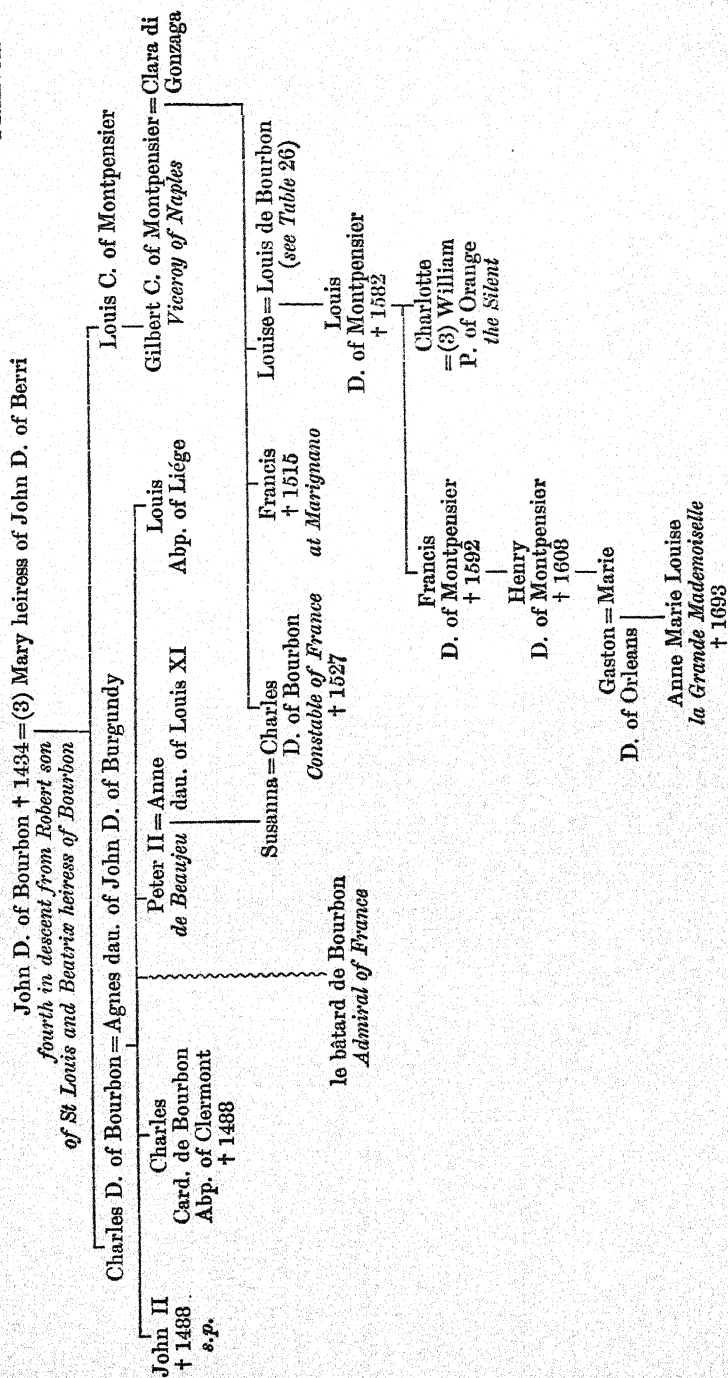 John D. of Bourbon † 1434=(3) Mary heiress of John D. of Berri
fourth in descent from Robert son
of St Louis and Beatrix heiress of Bourbon
Charles D. of Bourbon=Agnes dau. of John D. of Burgundy
Louis C. of Montpensier
John II
† 1488
s.p.
Charles
Card. de Bourbon
Abp. of Clermont
† 1488
Peter II=Anne
de Beaujeu dau. of Louis XI
Louis
Abp. of Liége
Gilbert C. of Montpensier=Clara di
Viceroy of Naples Gonzaga
le bâtard de Bourbon
Admiral of France
Susanna=Charles
D. of Bourbon
Constable of France
† 1527
Francis
† 1515
at Marignano
Louise=Louis de Bourbon
(see Table 26)
Louis
D. of Montpensier
† 1582
Francis
D. of Montpensier
† 1592
Charlotte
=(3) William
P. of Orange
the Silent
Henry
D. of Montpensier
† 1608
Gaston=Marie
D. of Orleans
Anne Marie Louise
la Grande Mademoiselle
† 1693